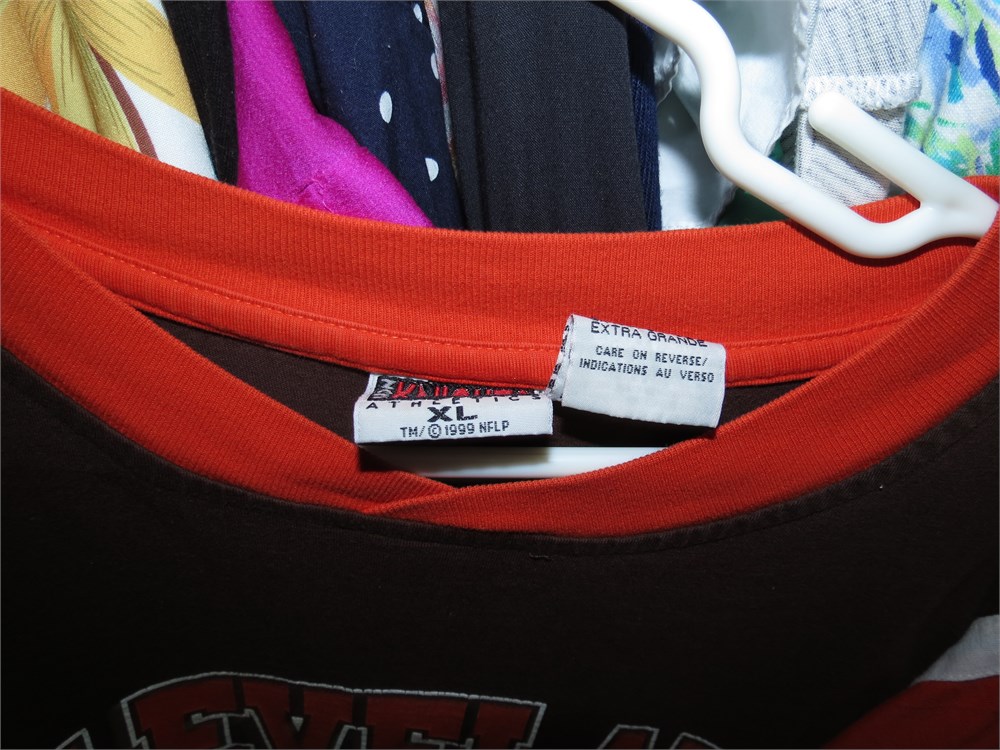 ATHLETICS
XL
TM/©1999 NFLP
EXTRA GRANDE
CARE ON REVERSE/
INDICATIONS AU VERSO